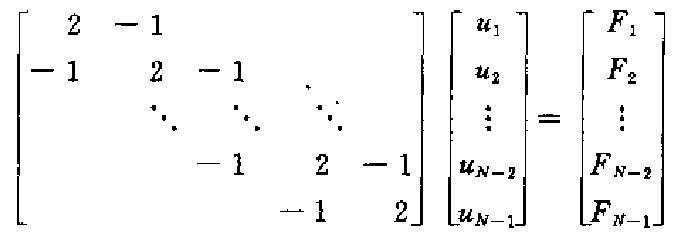 2 −1 u₁ F₁
−1 2 −1 u₂ F₂
⋱ ⋱ ⋱ ⋮ = ⋮
−1 2 −1 u_{N−2} F_{N−2}
−1 2 u_{N−1} F_{N−1}